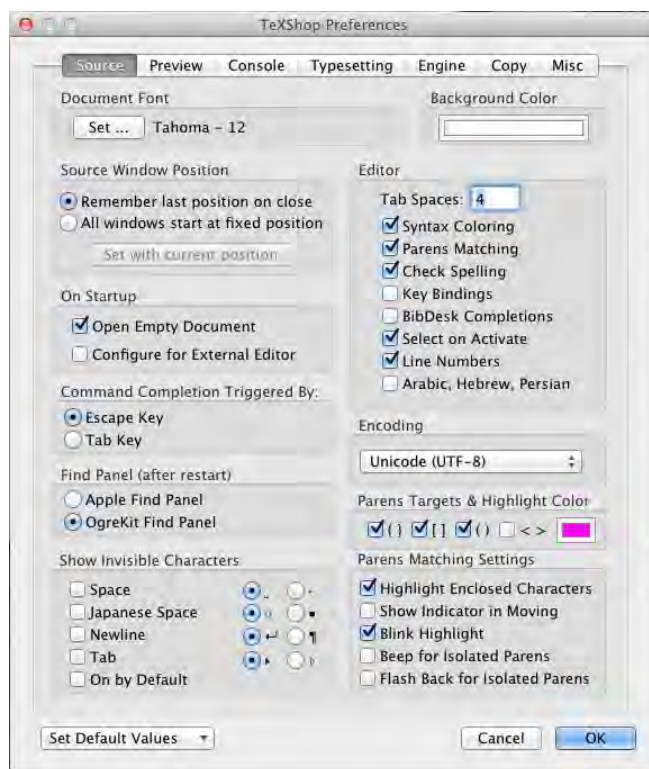 TeXShop Preferences
Source Preview Console Typesetting Engine Copy Misc
Document Font
Set ... Tahoma – 12
Background Color
Source Window Position
Remember last position on close
All windows start at fixed position
Set with current position
On Startup
Open Empty Document
Configure for External Editor
Command Completion Triggered By:
Escape Key
Tab Key
Find Panel (after restart)
Apple Find Panel
OgreKit Find Panel
Show Invisible Characters
Space
Japanese Space
Newline ↵ ¶
Tab
On by Default
Editor
Tab Spaces: 4
Syntax Coloring
Parens Matching
Check Spelling
Key Bindings
BibDesk Completions
Select on Activate
Line Numbers
Arabic, Hebrew, Persian
Encoding
Unicode (UTF-8)
Parens Targets & Highlight Color
( ) [ ] ( ) < >
Parens Matching Settings
Highlight Enclosed Characters
Show Indicator in Moving
Blink Highlight
Beep for Isolated Parens
Flash Back for Isolated Parens
Set Default Values
Cancel
OK